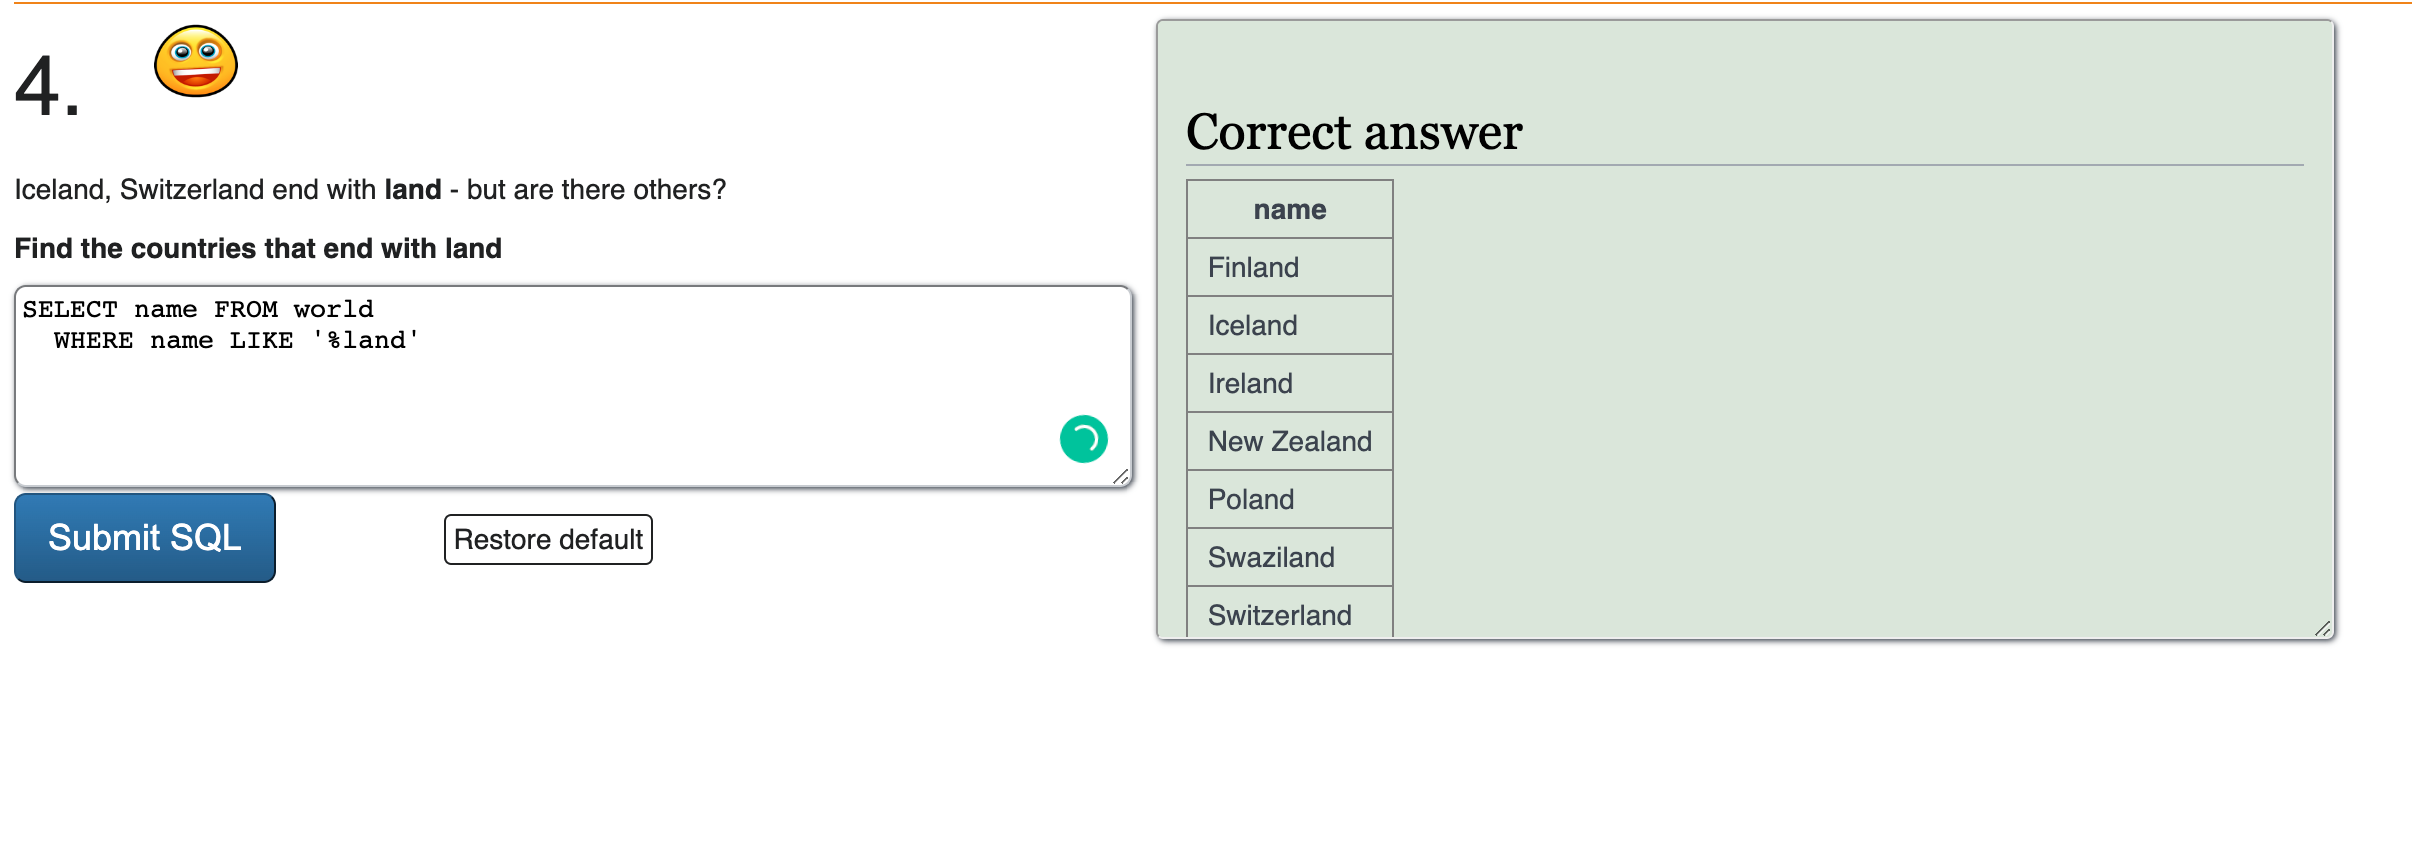 4.
Iceland, Switzerland end with land - but are there others?
Find the countries that end with land
SELECT name FROM world
  WHERE name LIKE '%land'
Submit SQL
Restore default
Correct answer
name
Finland
Iceland
Ireland
New Zealand
Poland
Swaziland
Switzerland